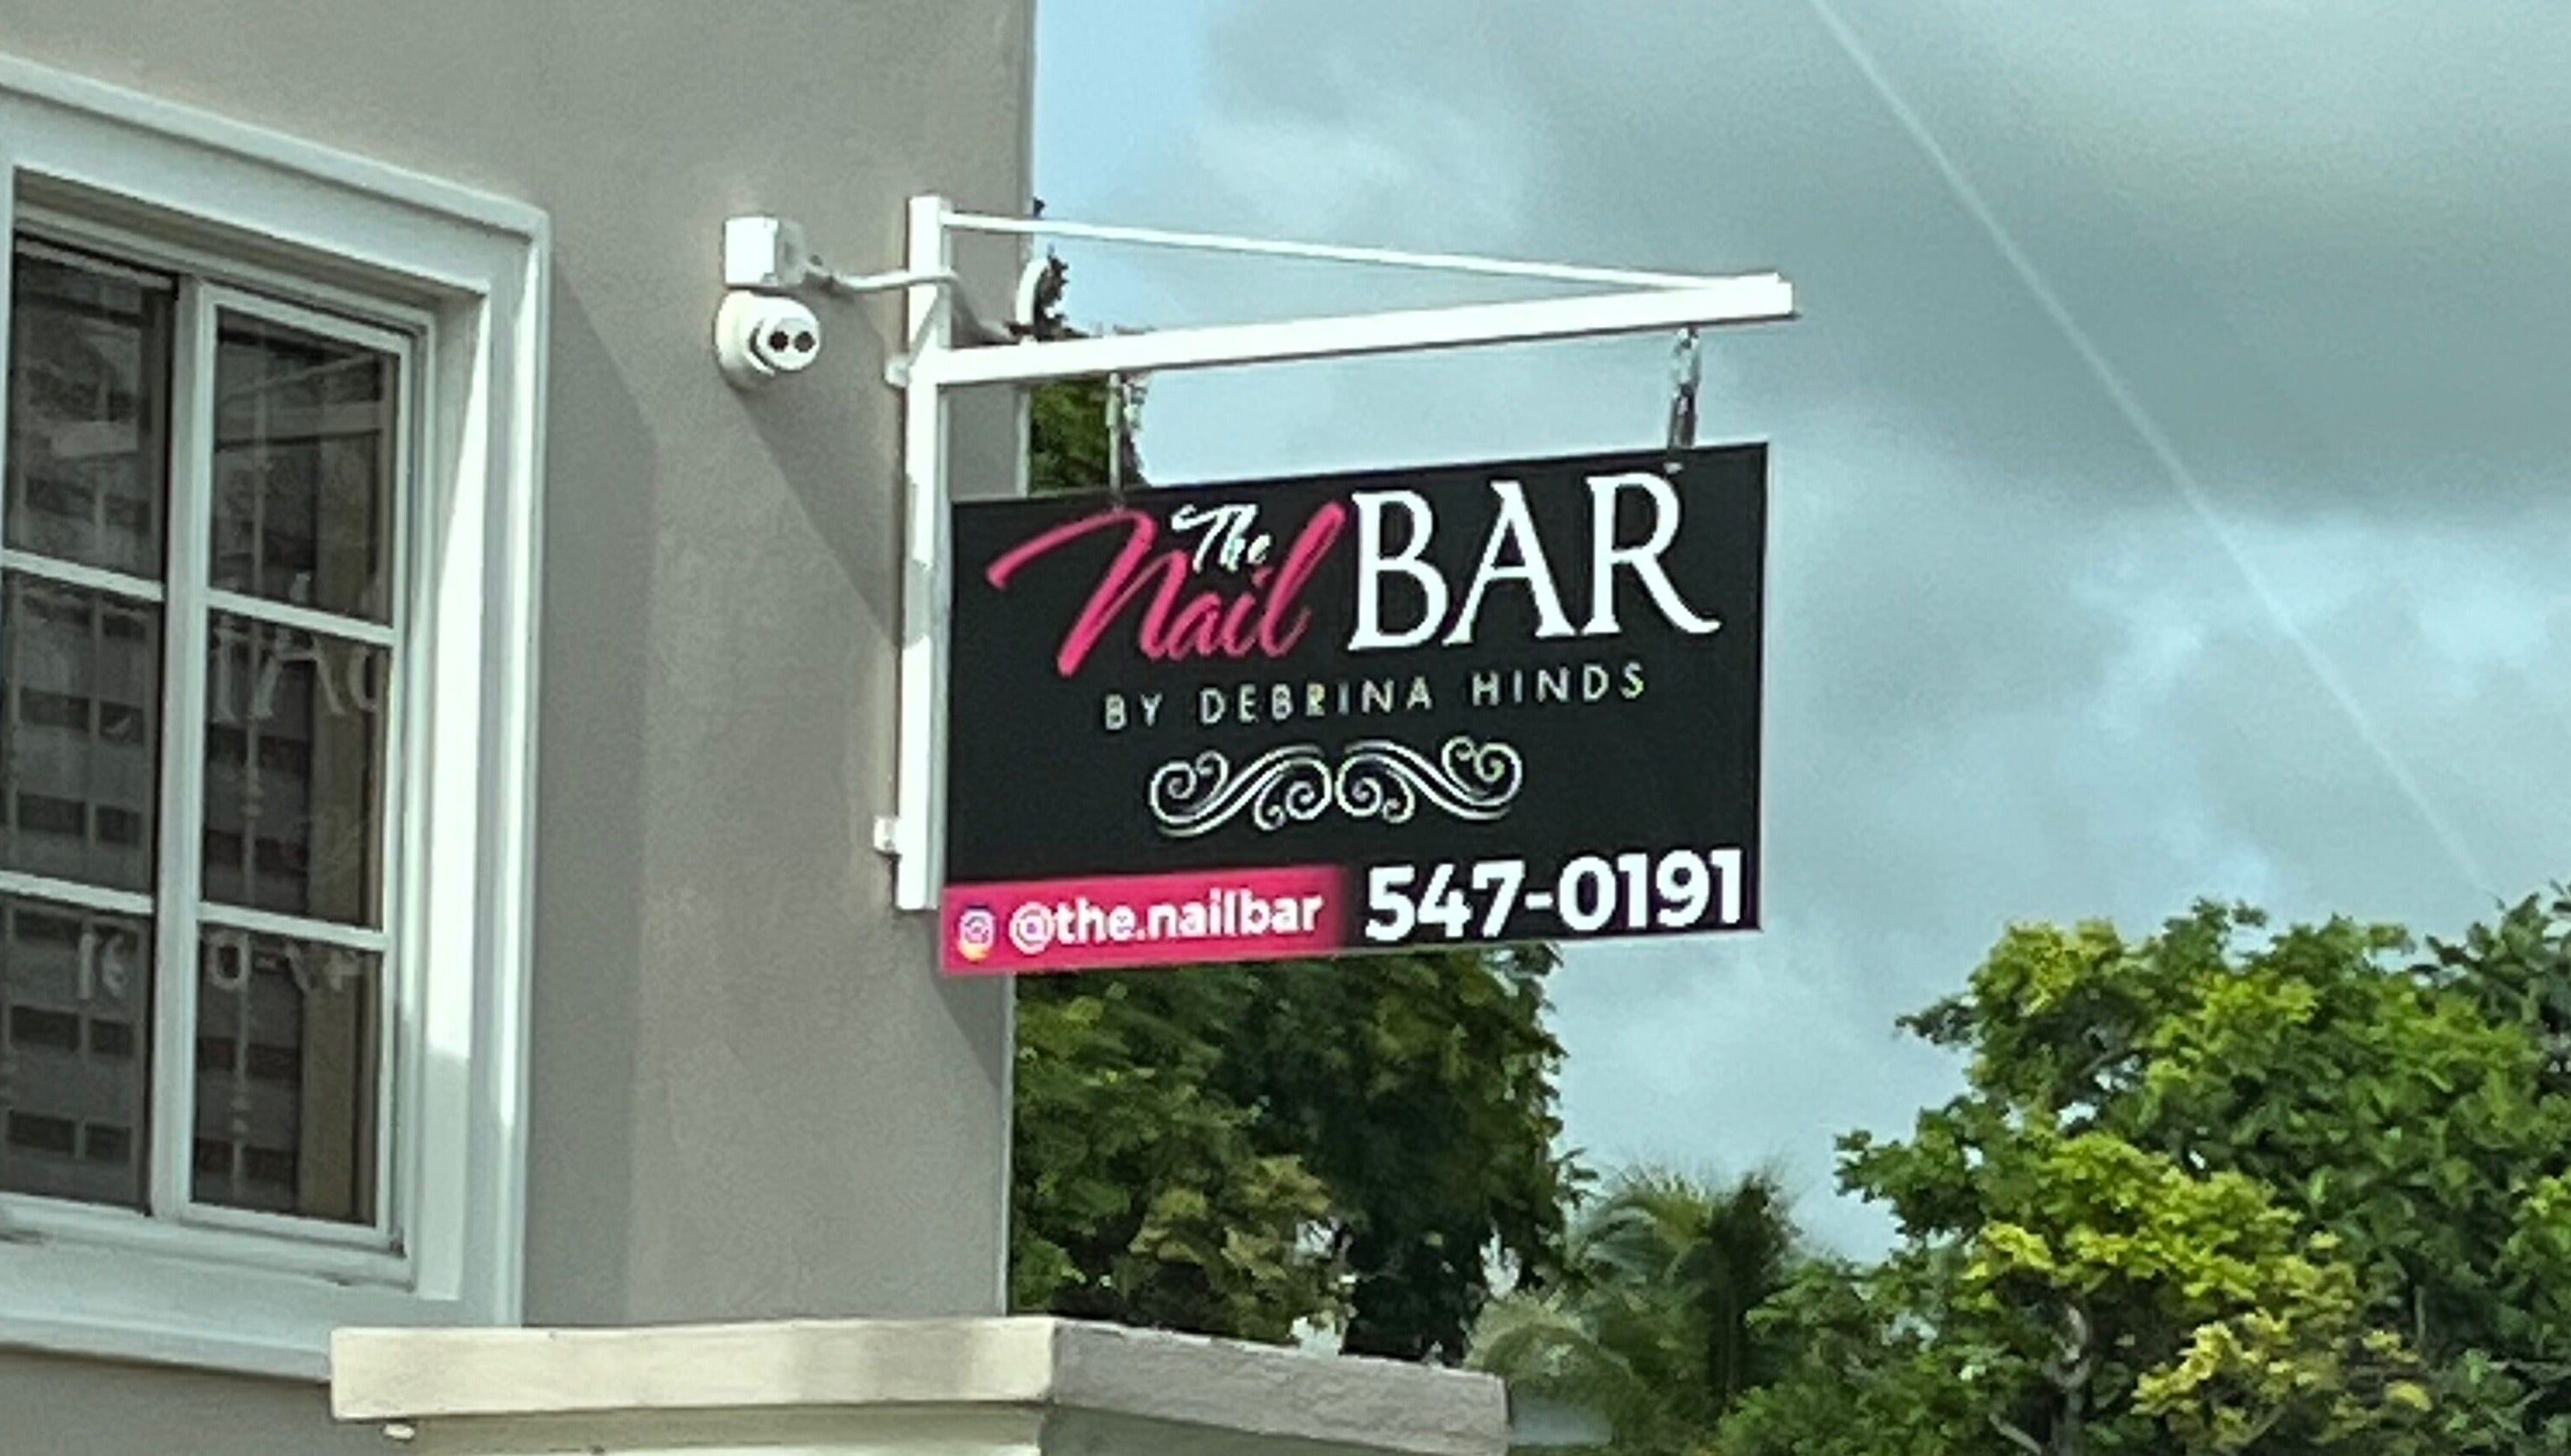 The
Nail BAR
BY DEBRINA HINDS
@the.nailbar 547-0191